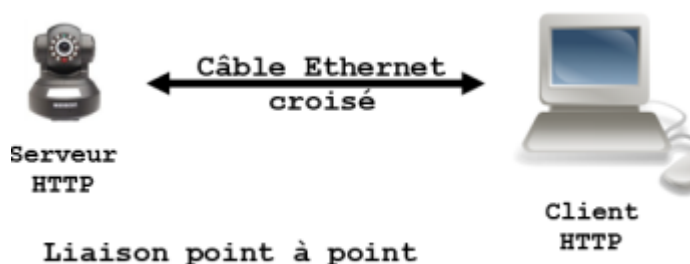 Câble Ethernet
croisé
Serveur
HTTP
Client
HTTP
Liaison point à point